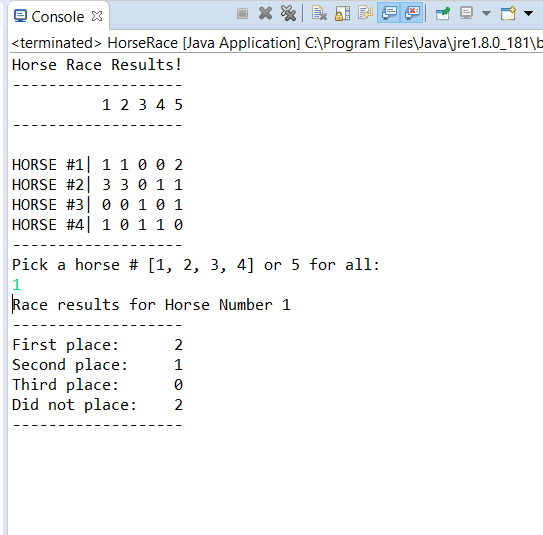 Console
<terminated> HorseRace [Java Application] C:\Program Files\Java\jre1.8.0_181\b
Horse Race Results!
-------------------
          1 2 3 4 5
-------------------
HORSE #1| 1 1 0 0 2
HORSE #2| 3 3 0 1 1
HORSE #3| 0 0 1 0 1
HORSE #4| 1 0 1 1 0
-------------------
Pick a horse # [1, 2, 3, 4] or 5 for all:
1
Race results for Horse Number 1
-------------------
First place:      2
Second place:     1
Third place:      0
Did not place:    2
-------------------